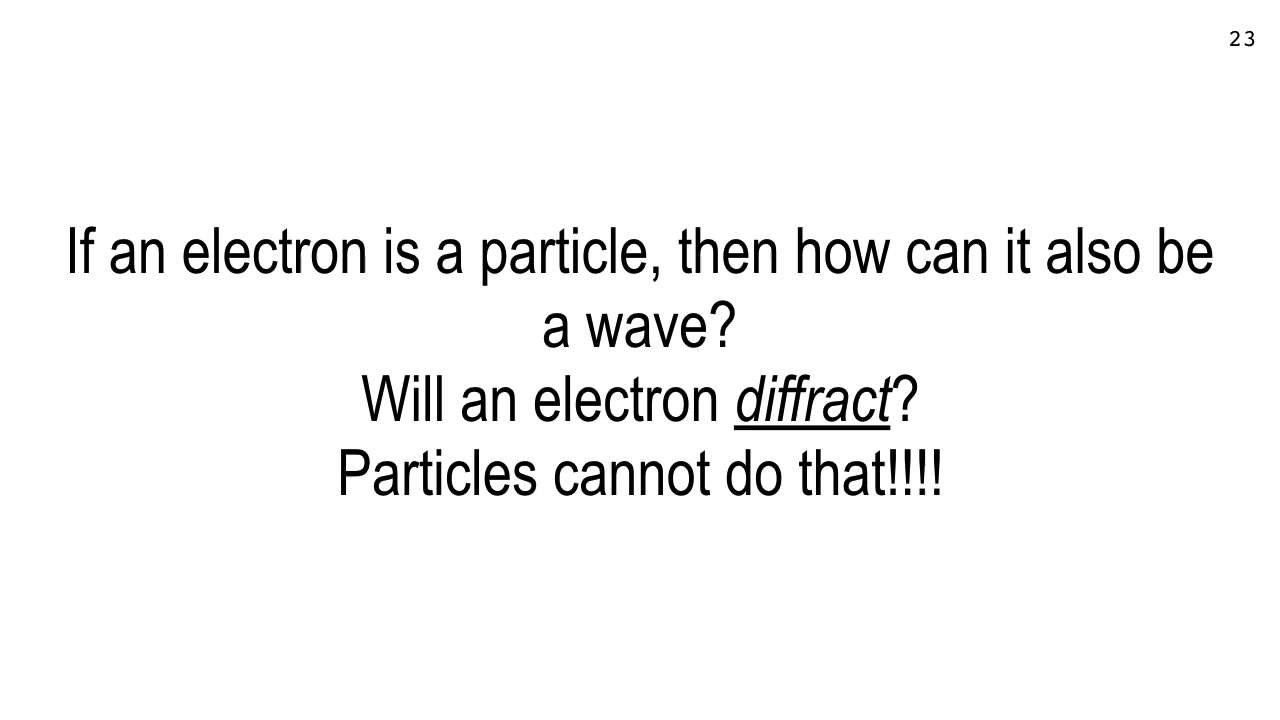 23
If an electron is a particle, then how can it also be
a wave?
Will an electron diffract?
Particles cannot do that!!!!